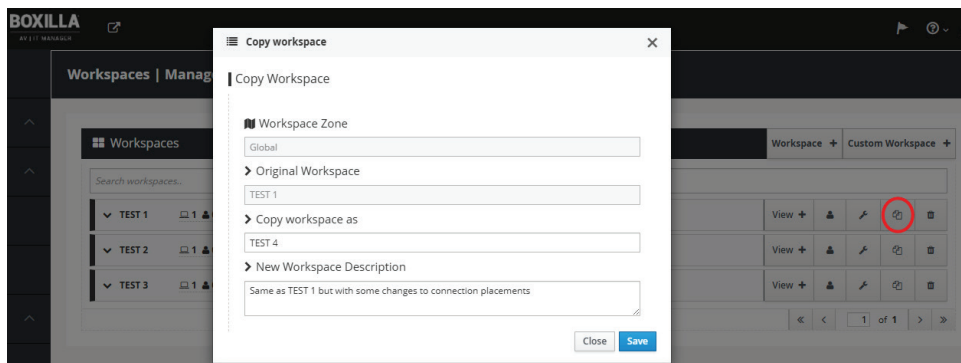 BOXILLA
AV | IT MANAGER
Copy workspace
Workspaces | Manag
Copy Workspace
Workspace Zone
Global
Workspaces
Workspace +
Custom Workspace +
Original Workspace
Search workspaces..
TEST 1
TEST 1
1
View +
Copy workspace as
TEST 4
TEST 2
1
View +
New Workspace Description
Same as TEST 1 but with some changes to connection placements
TEST 3
1
View +
1 of 1
Close
Save